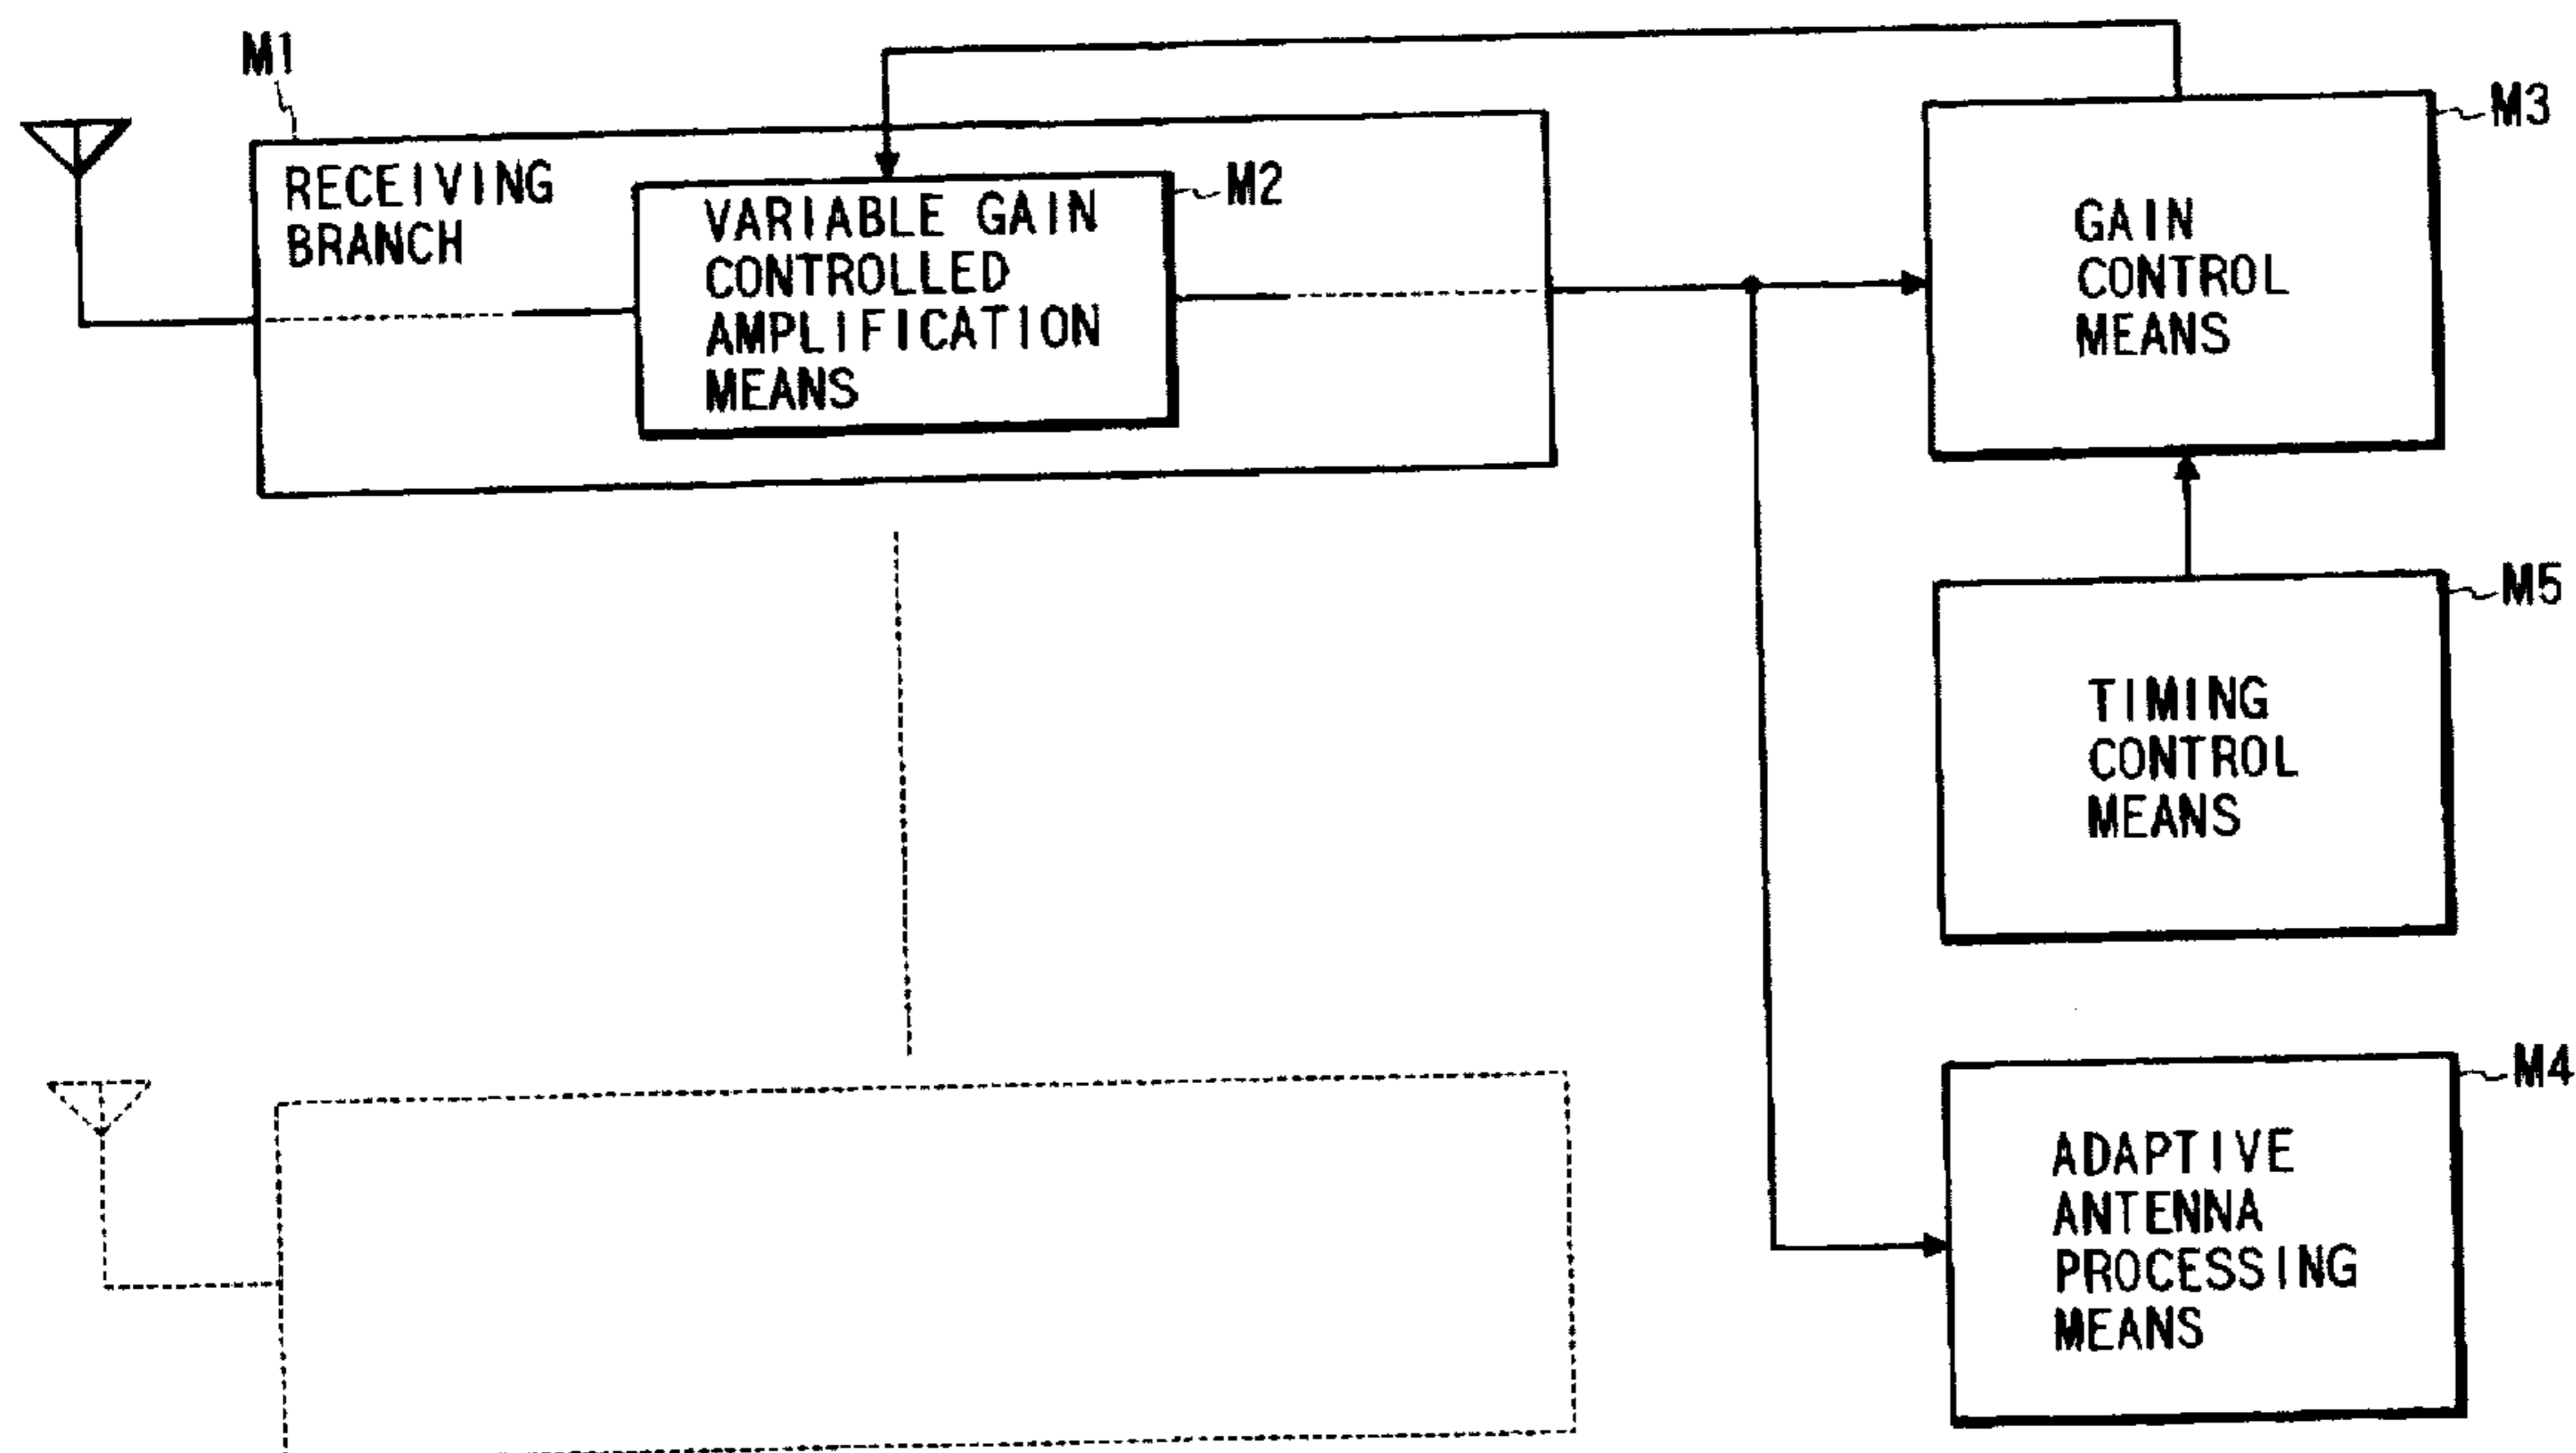 M1
RECEIVING
BRANCH
M2
VARIABLE GAIN
CONTROLLED
AMPLIFICATION
MEANS
M3
GAIN
CONTROL
MEANS
M5
TIMING
CONTROL
MEANS
M4
ADAPTIVE
ANTENNA
PROCESSING
MEANS